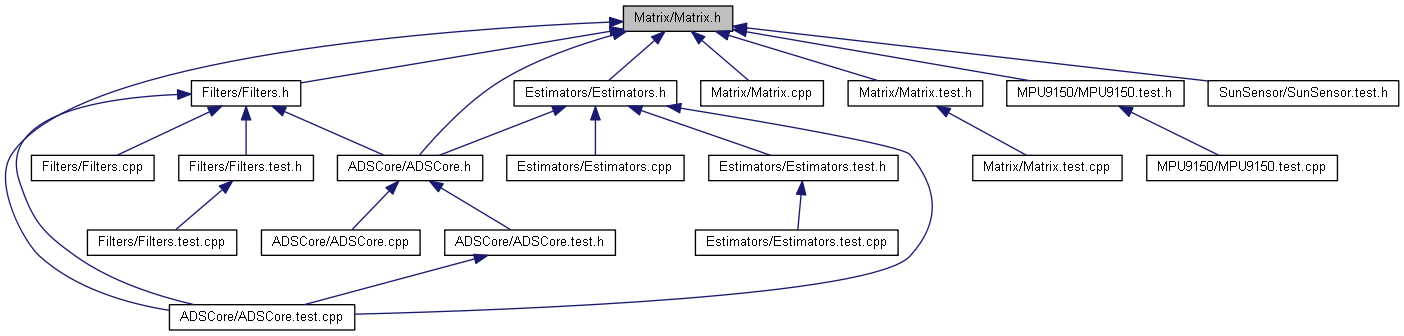 Matrix/Matrix.h
Filters/Filters.h
Estimators/Estimators.h
Matrix/Matrix.cpp
Matrix/Matrix.test.h
MPU9150/MPU9150.test.h
SunSensor/SunSensor.test.h
Filters/Filters.cpp
Filters/Filters.test.h
ADSCore/ADSCore.h
Estimators/Estimators.cpp
Estimators/Estimators.test.h
Matrix/Matrix.test.cpp
MPU9150/MPU9150.test.cpp
Filters/Filters.test.cpp
ADSCore/ADSCore.cpp
ADSCore/ADSCore.test.h
Estimators/Estimators.test.cpp
ADSCore/ADSCore.test.cpp